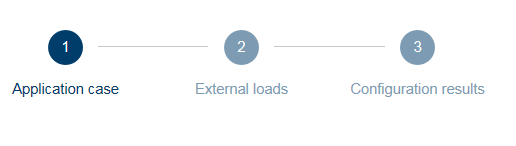 1 2 3
Application case External loads Configuration results